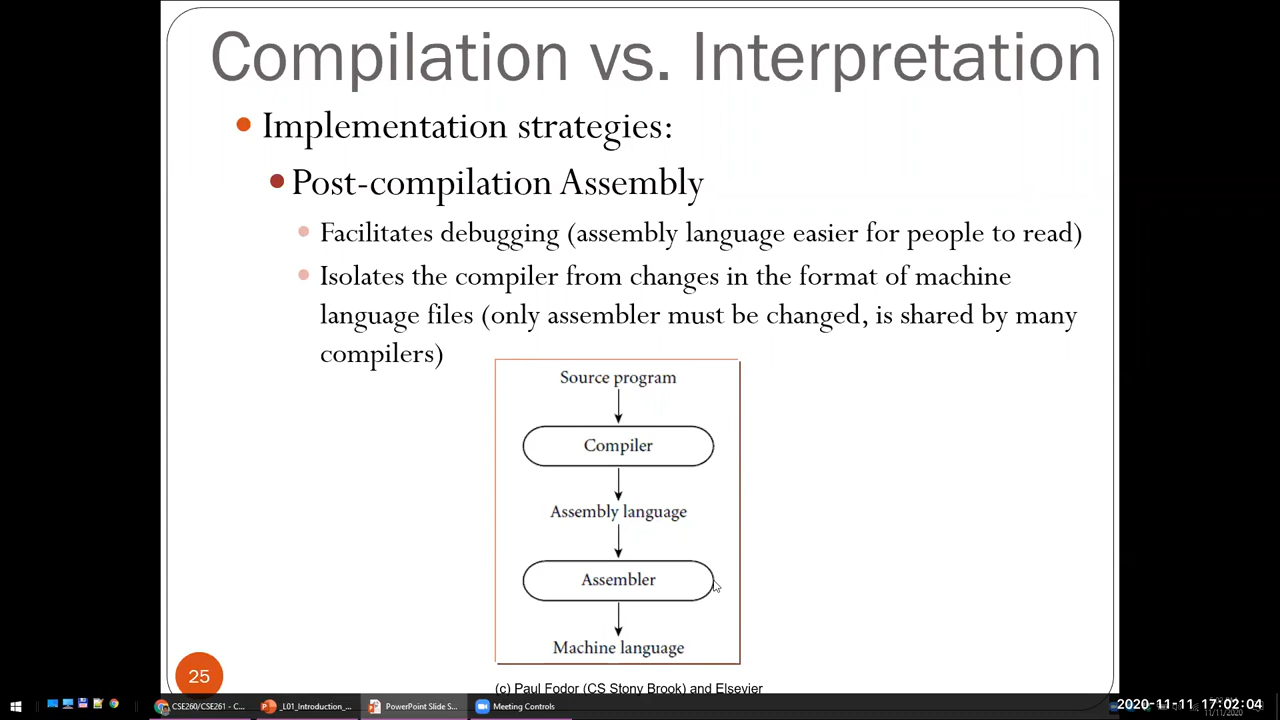 Compilation vs. Interpretation
Implementation strategies:
Post-compilation Assembly
Facilitates debugging (assembly language easier for people to read)
Isolates the compiler from changes in the format of machine
language files (only assembler must be changed, is shared by many
compilers)
Source program
Compiler
Assembly language
Assembler
Machine language
25
(c) Paul Fodor (CS Stony Brook) and Elsevier
CSE260/CSE261 - C...
_L01_Introduction_...
PowerPoint Slide S...
Meeting Controls
2020-11-11 17:02:04